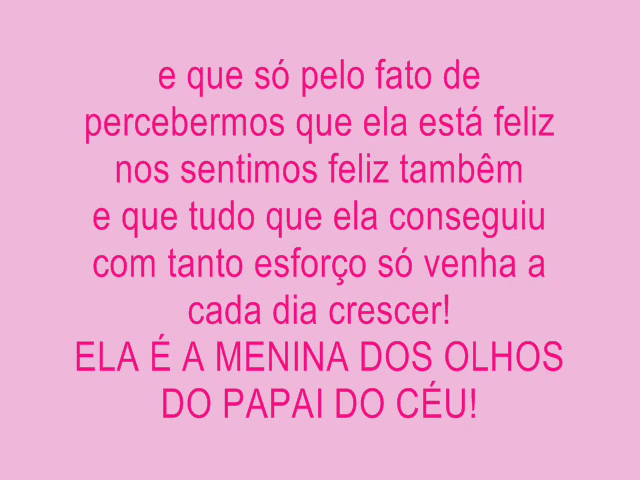 e que só pelo fato de
percebermos que ela está feliz
nos sentimos feliz tambêm
e que tudo que ela conseguiu
com tanto esforço só venha a
cada dia crescer!
ELA É A MENINA DOS OLHOS
DO PAPAI DO CÉU!